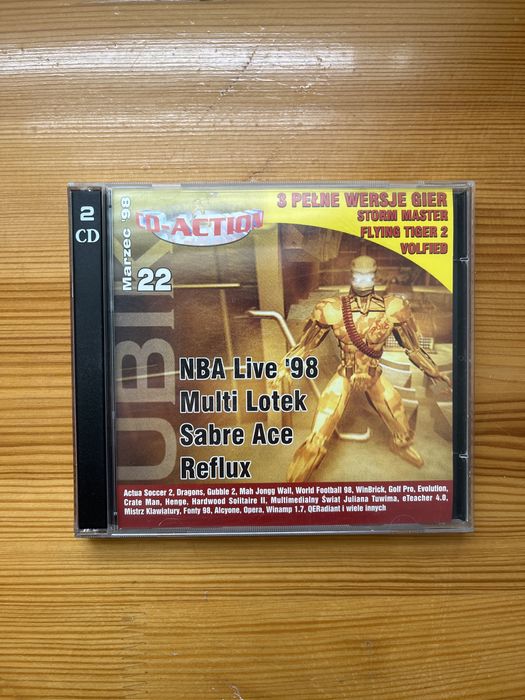 2
CD
Marzec '98
CD-ACTION
22
3 PEŁNE WERSJE GIER
STORM MASTER
FLYING TIGER 2
VOLFIED
NBA Live '98
Multi Lotek
Sabre Ace
Reflux
Actua Soccer 2, Dragons, Gubble 2, Mah Jongg Wall, World Football 98, WinBrick, Golf Pro, Evolution,
Crate Man, Henge, Hardwood Solitaire II, Multimedialny Świat Juliana Tuwima, eTeacher 4.0,
Mistrz Klawiatury, Fonty 98, Alcyone, Opera, Winamp 1.7, QERadiant i wiele innych